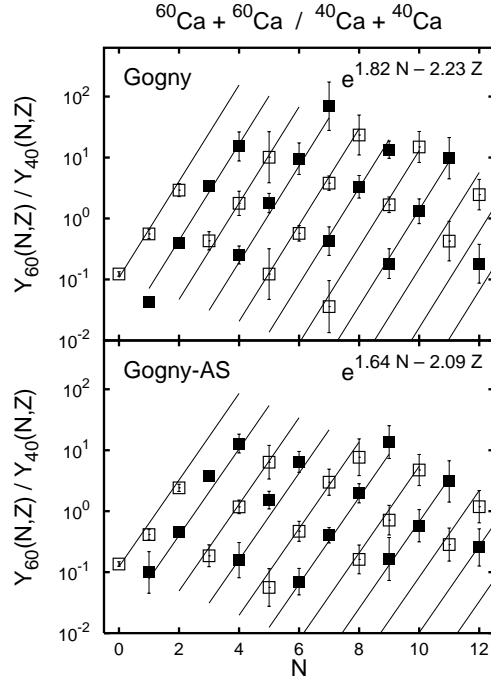 ⁶⁰Ca + ⁶⁰Ca / ⁴⁰Ca + ⁴⁰Ca
Gogny
e^1.82 N – 2.23 Z
10²
10¹
10⁰
10⁻¹
10⁻²
Y₆₀(N,Z) / Y₄₀(N,Z)
Gogny-AS
e^1.64 N – 2.09 Z
10²
10¹
10⁰
10⁻¹
10⁻²
Y₆₀(N,Z) / Y₄₀(N,Z)
0 2 4 6 8 10 12
N